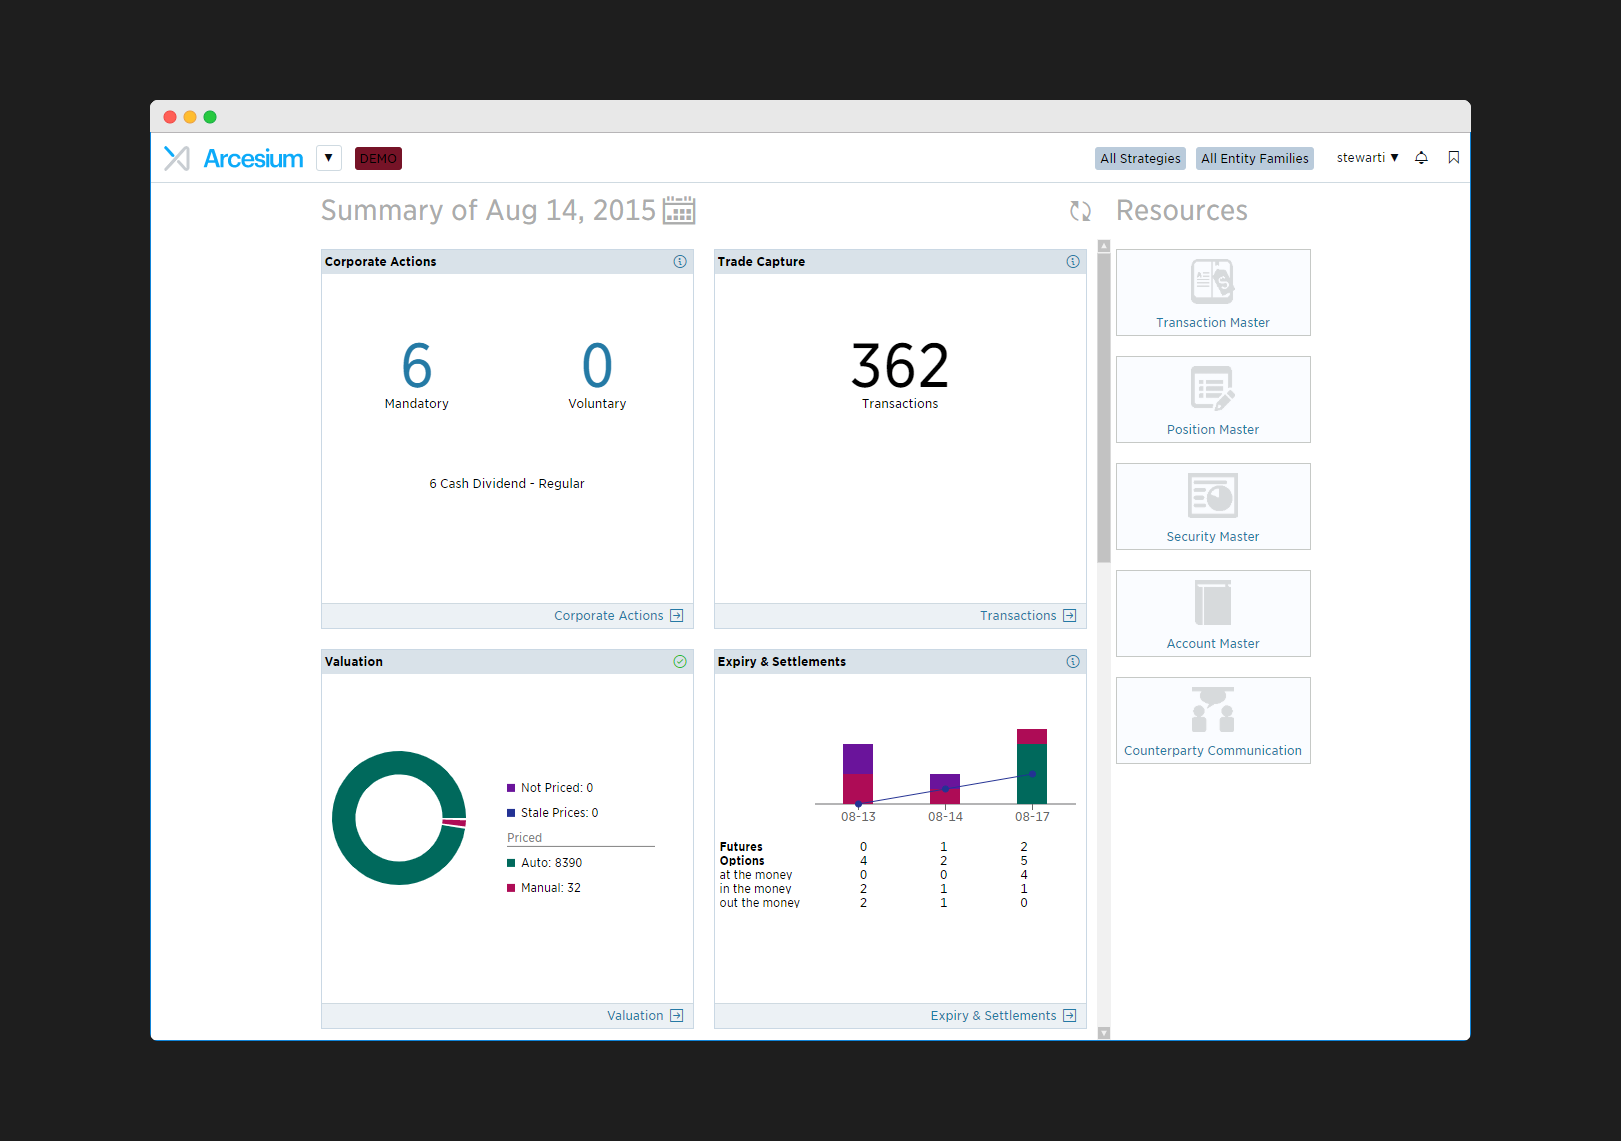 Arcesium ▼ DEMO All Strategies All Entity Families stewarti ▼
Summary of Aug 14, 2015
Resources
Corporate Actions
6 0
Mandatory Voluntary
6 Cash Dividend - Regular
Corporate Actions
Trade Capture
362
Transactions
Transactions
Valuation
Not Priced: 0
Stale Prices: 0
Priced
Auto: 8390
Manual: 32
Valuation
Expiry & Settlements
08-13 08-14 08-17
Futures 0 1 2
Options 4 2 5
at the money 0 0 4
in the money 2 1 1
out the money 2 1 0
Expiry & Settlements
Transaction Master
Position Master
Security Master
Account Master
Counterparty Communication